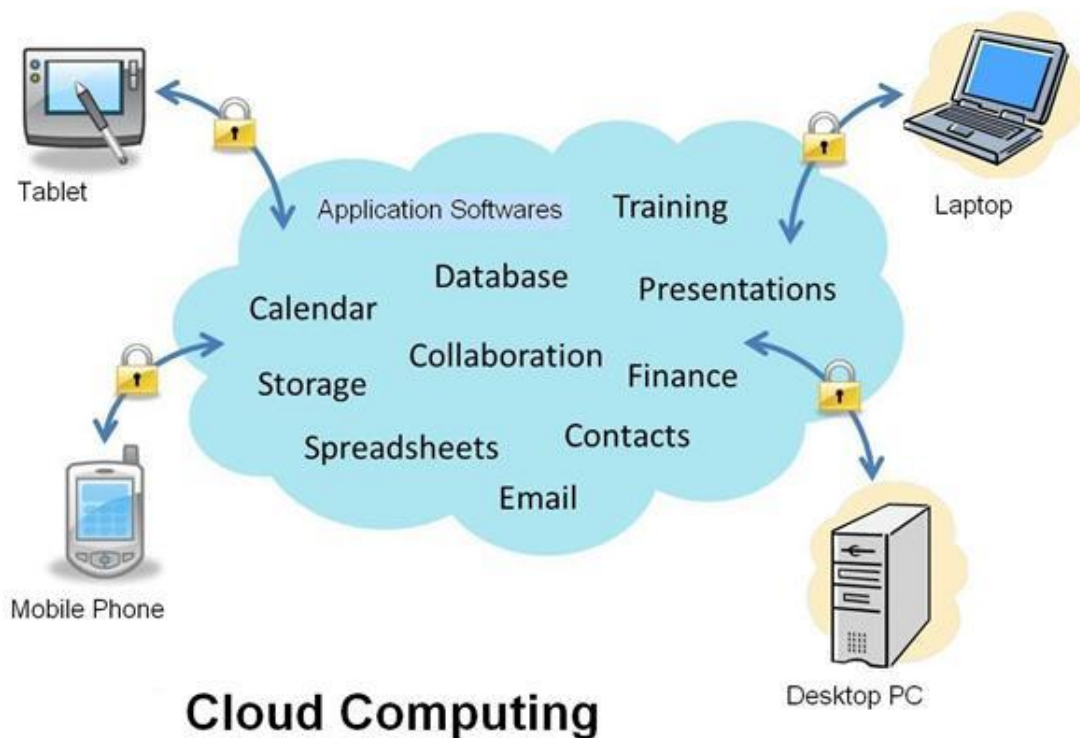 Tablet
Application Softwares
Training
Laptop
Database
Presentations
Calendar
Collaboration
Storage
Finance
Spreadsheets
Contacts
Email
Mobile Phone
Desktop PC
Cloud Computing